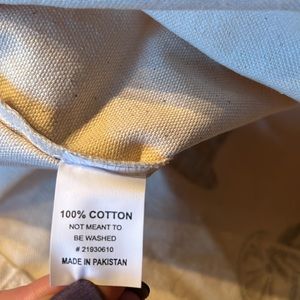 100% COTTON
NOT MEANT TO
BE WASHED
# 21930610
MADE IN PAKISTAN